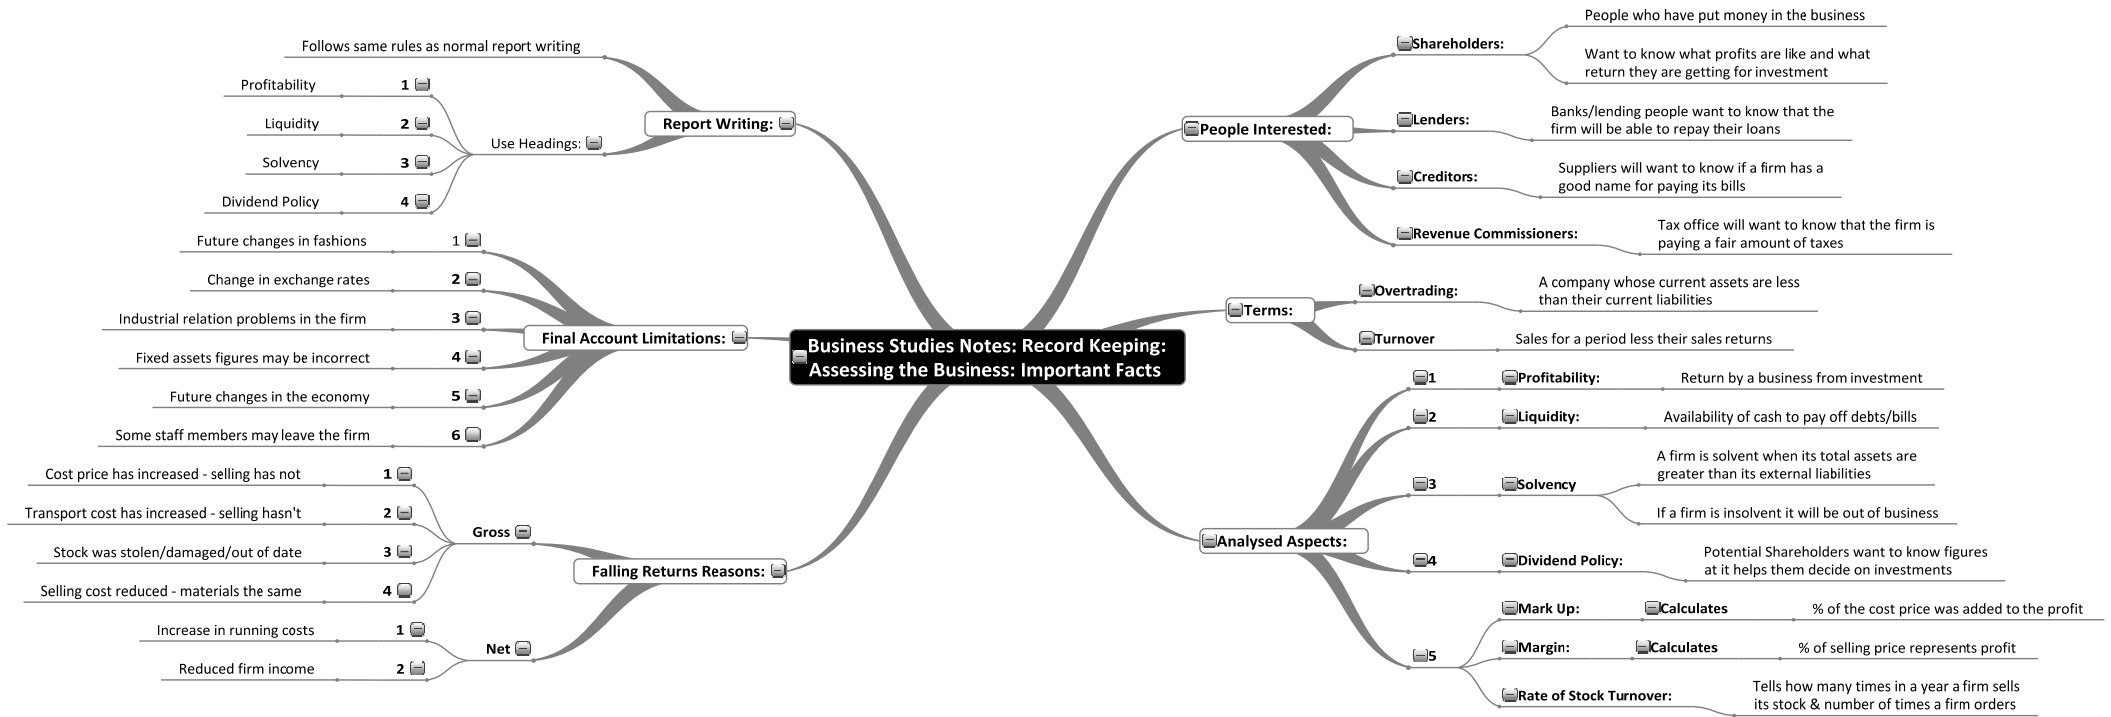 Business Studies Notes: Record Keeping:
Assessing the Business: Important Facts
Report Writing:
Follows same rules as normal report writing
Use Headings:
1 Profitability
2 Liquidity
3 Solvency
4 Dividend Policy
Final Account Limitations:
1 Future changes in fashions
2 Change in exchange rates
3 Industrial relation problems in the firm
4 Fixed assets figures may be incorrect
5 Future changes in the economy
6 Some staff members may leave the firm
Falling Returns Reasons:
Gross
1 Cost price has increased - selling has not
2 Transport cost has increased - selling hasn't
3 Stock was stolen/damaged/out of date
4 Selling cost reduced - materials the same
Net
1 Increase in running costs
2 Reduced firm income
People Interested:
Shareholders:
People who have put money in the business
Want to know what profits are like and what
return they are getting for investment
Lenders:
Banks/lending people want to know that the
firm will be able to repay their loans
Creditors:
Suppliers will want to know if a firm has a
good name for paying its bills
Revenue Commissioners:
Tax office will want to know that the firm is
paying a fair amount of taxes
Terms:
Overtrading:
A company whose current assets are less
than their current liabilities
Turnover
Sales for a period less their sales returns
Analysed Aspects:
1 Profitability: Return by a business from investment
2 Liquidity: Availability of cash to pay off debts/bills
3 Solvency
A firm is solvent when its total assets are
greater than its external liabilities
If a firm is insolvent it will be out of business
4 Dividend Policy:
Potential Shareholders want to know figures
at it helps them decide on investments
5
Mark Up: Calculates % of the cost price was added to the profit
Margin: Calculates % of selling price represents profit
Rate of Stock Turnover:
Tells how many times in a year a firm sells
its stock & number of times a firm orders